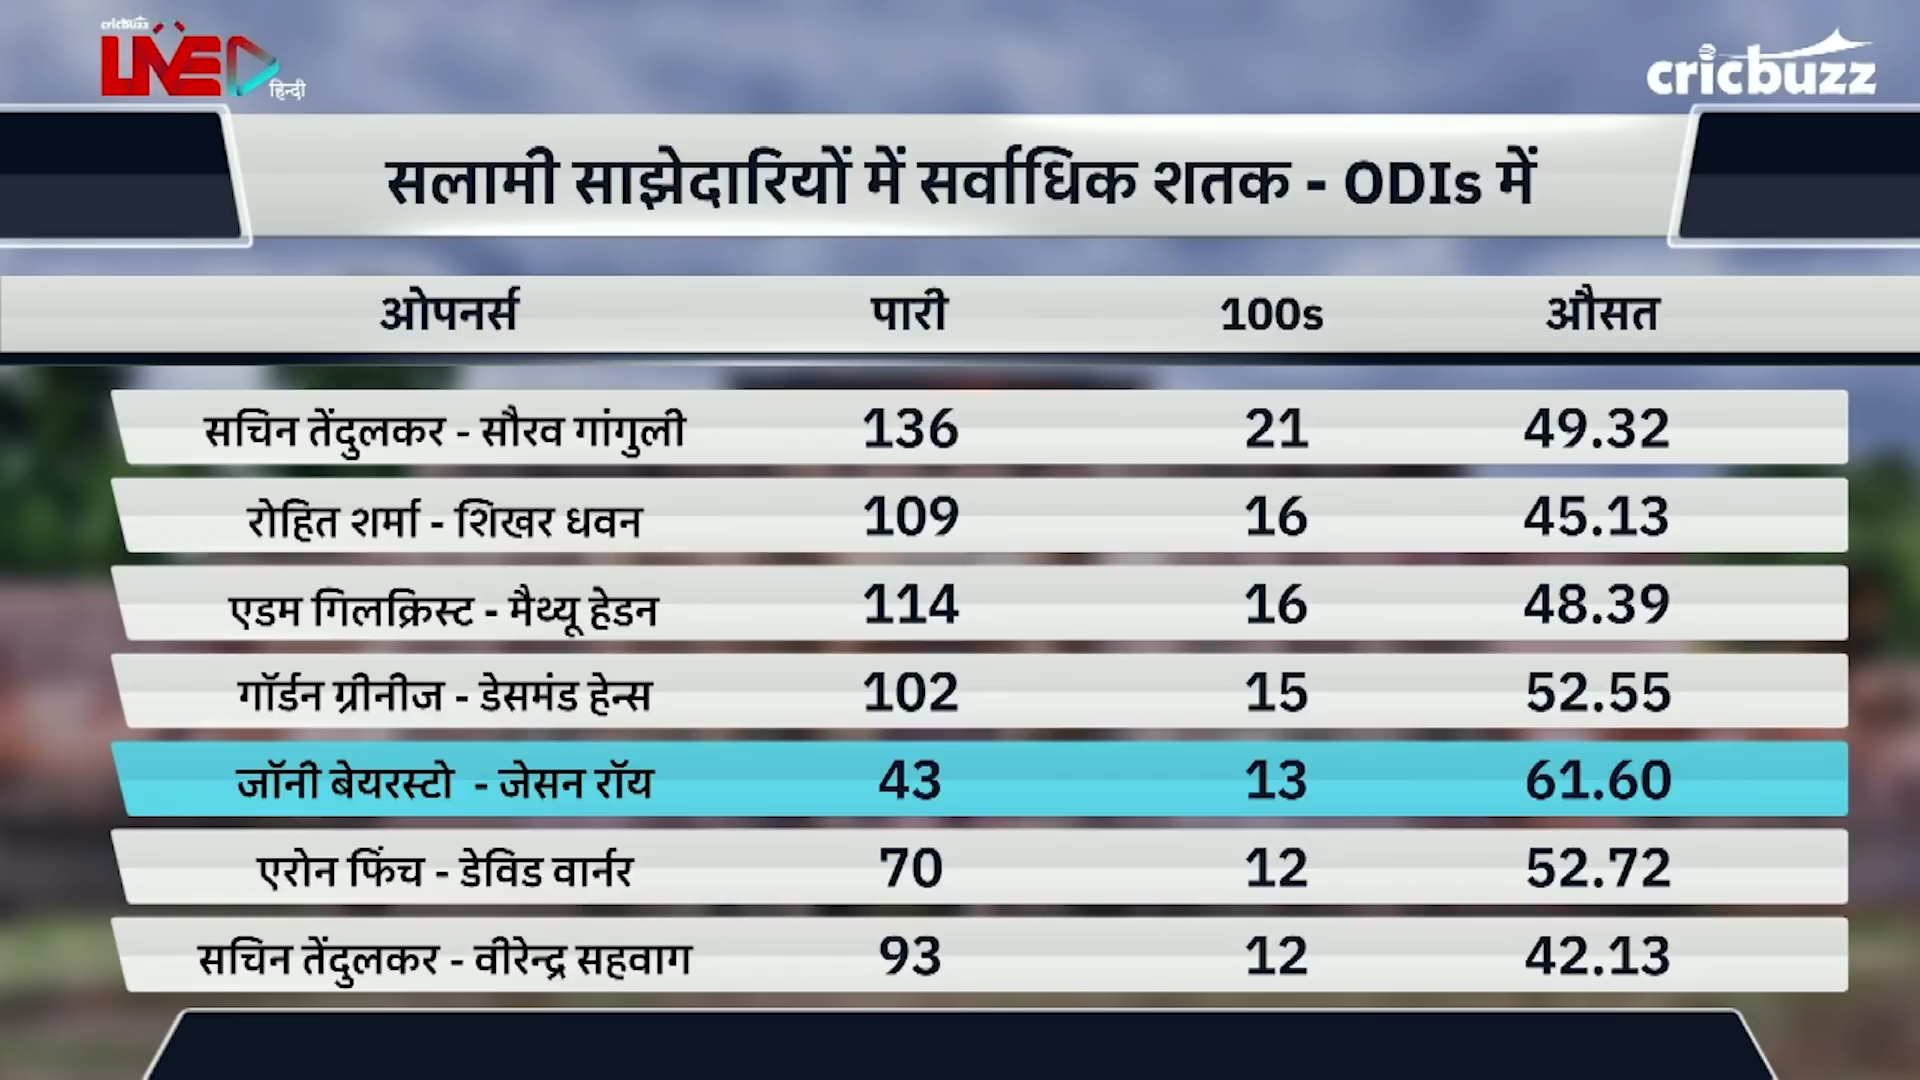 cricbuzz
LIVE
हिन्दी
cricbuzz
सलामी साझेदारियों में सर्वाधिक शतक - ODIs में
ओपनर्स पारी 100s औसत
सचिन तेंदुलकर - सौरव गांगुली 136 21 49.32
रोहित शर्मा - शिखर धवन 109 16 45.13
एडम गिलक्रिस्ट - मैथ्यू हेडन 114 16 48.39
गॉर्डन ग्रीनीज - डेसमंड हेन्स 102 15 52.55
जॉनी बेयरस्टो - जेसन रॉय 43 13 61.60
एरोन फिंच - डेविड वार्नर 70 12 52.72
सचिन तेंदुलकर - वीरेन्द्र सहवाग 93 12 42.13